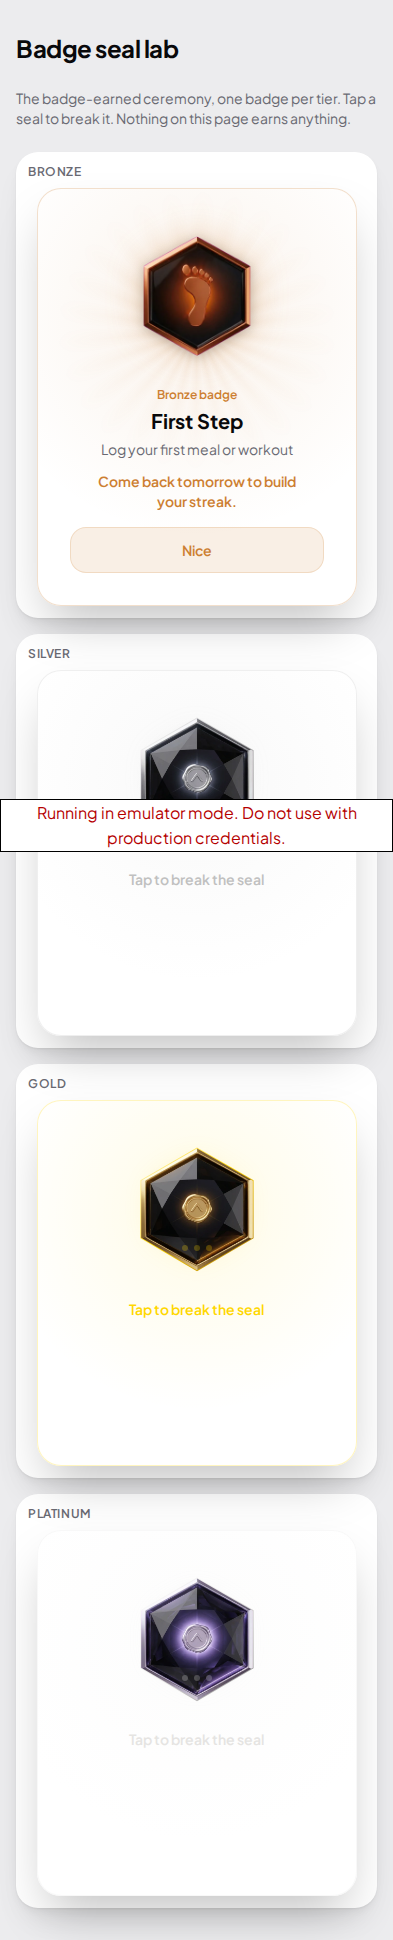 Badge seal lab
The badge-earned ceremony, one badge per tier. Tap a
seal to break it. Nothing on this page earns anything.
BRONZE
Bronze badge
First Step
Log your first meal or workout
Come back tomorrow to build
your streak.
Nice
SILVER
Running in emulator mode. Do not use with
production credentials.
Tap to break the seal
GOLD
Tap to break the seal
PLATINUM
Tap to break the seal